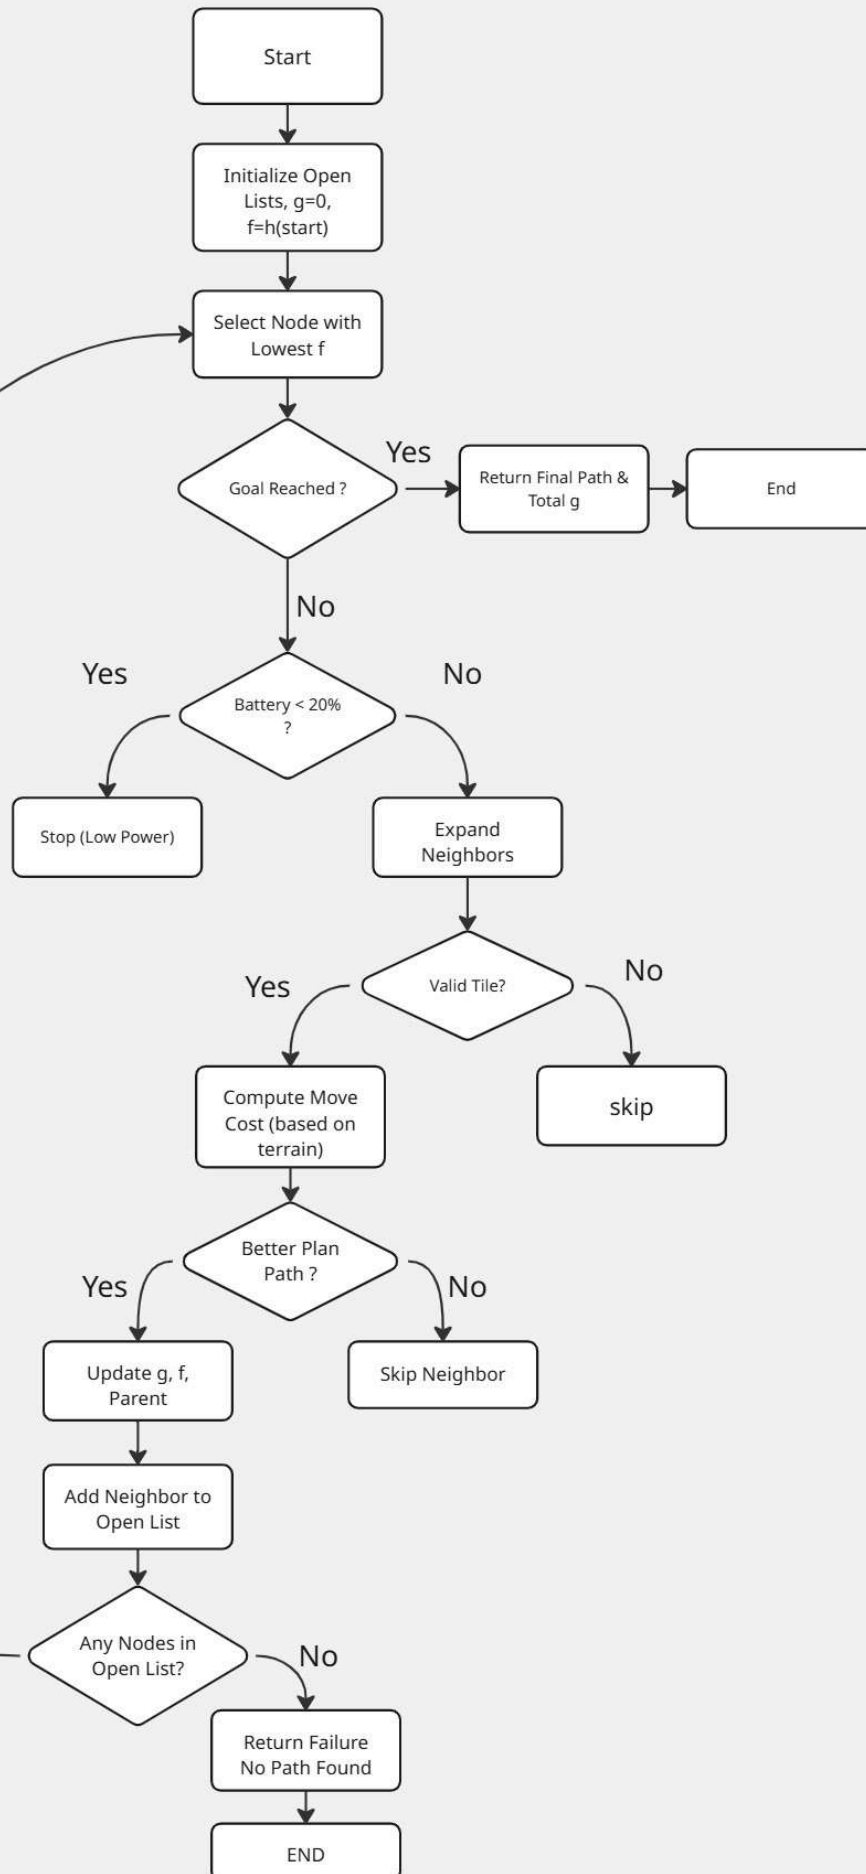 Start
Initialize Open
Lists, g=0,
f=h(start)
Select Node with
Lowest f
Goal Reached ?
Yes
Return Final Path &
Total g
End
No
Battery < 20%
?
Yes
No
Stop (Low Power)
Expand
Neighbors
Valid Tile?
Yes
No
Compute Move
Cost (based on
terrain)
skip
Better Plan
Path ?
Yes
No
Update g, f,
Parent
Skip Neighbor
Add Neighbor to
Open List
Any Nodes in
Open List?
No
Return Failure
No Path Found
END